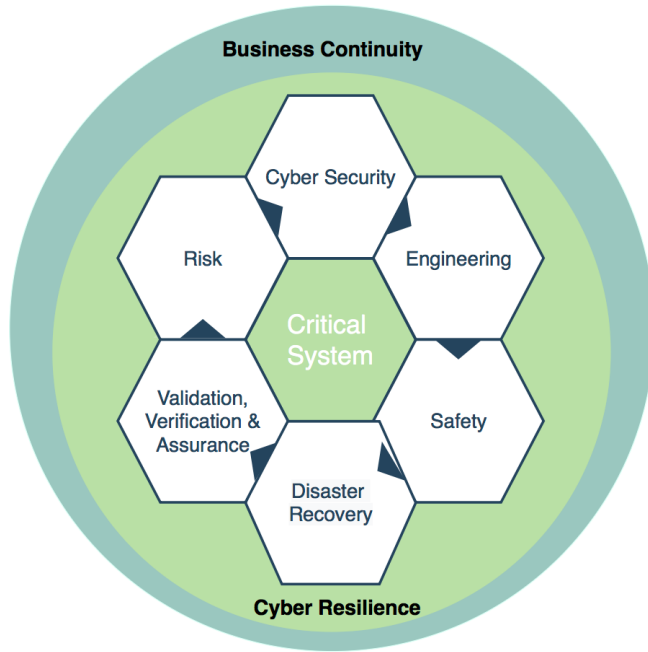 Business Continuity
Cyber Security
Risk
Engineering
Critical
System
Validation,
Verification &
Assurance
Safety
Disaster
Recovery
Cyber Resilience